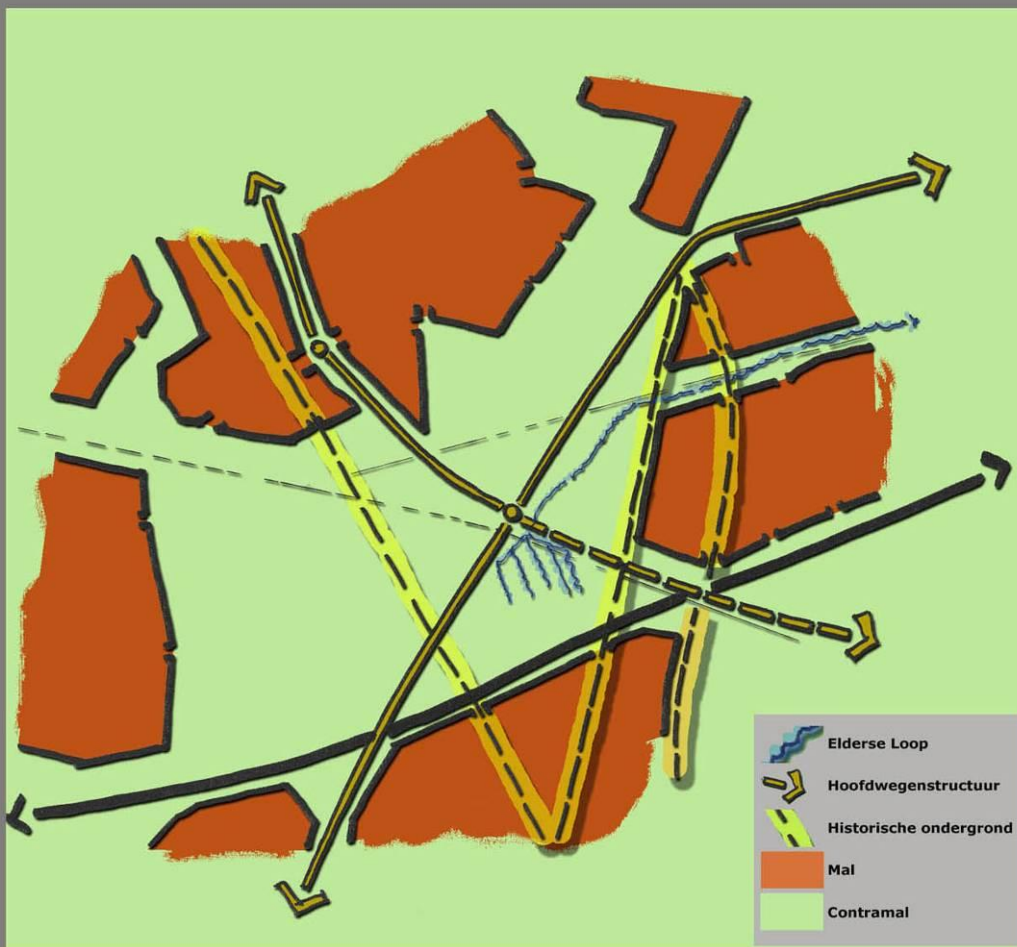 Elderse Loop
Hoofdwegenstructuur
Historische ondergrond
Mal
Contramal